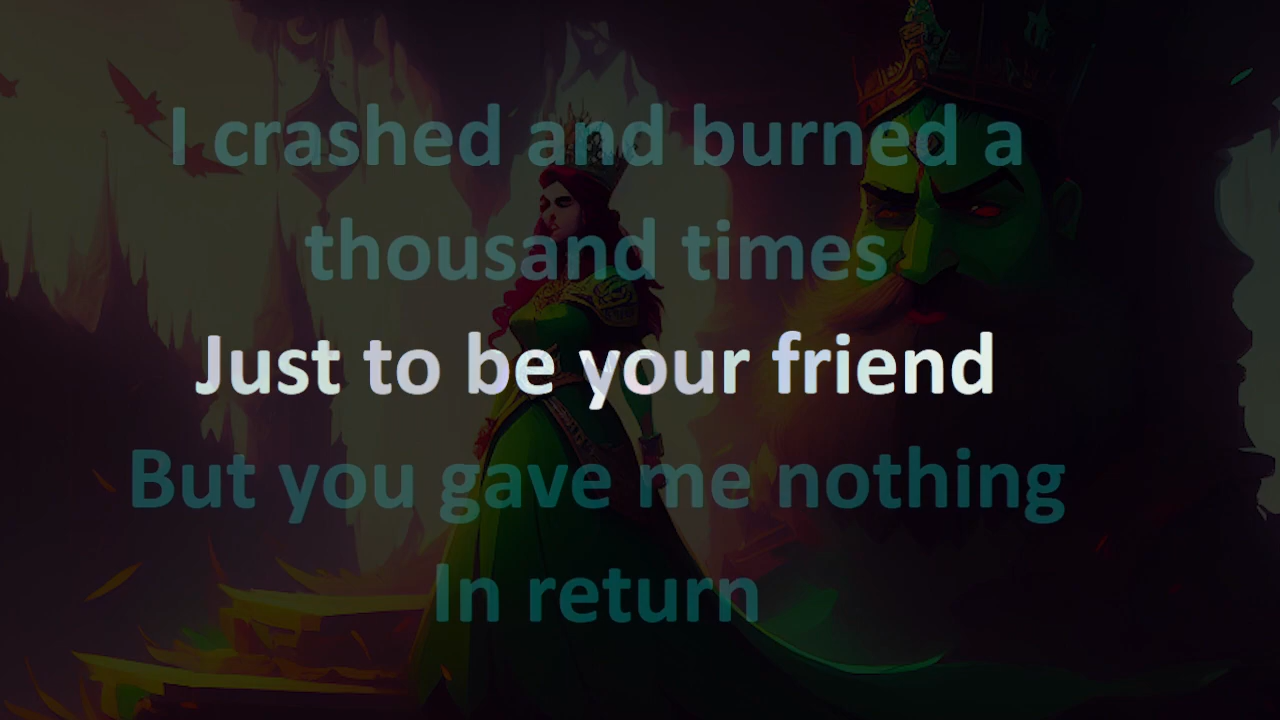 I crashed and burned a
thousand times
Just to be your friend
But you gave me nothing
In return